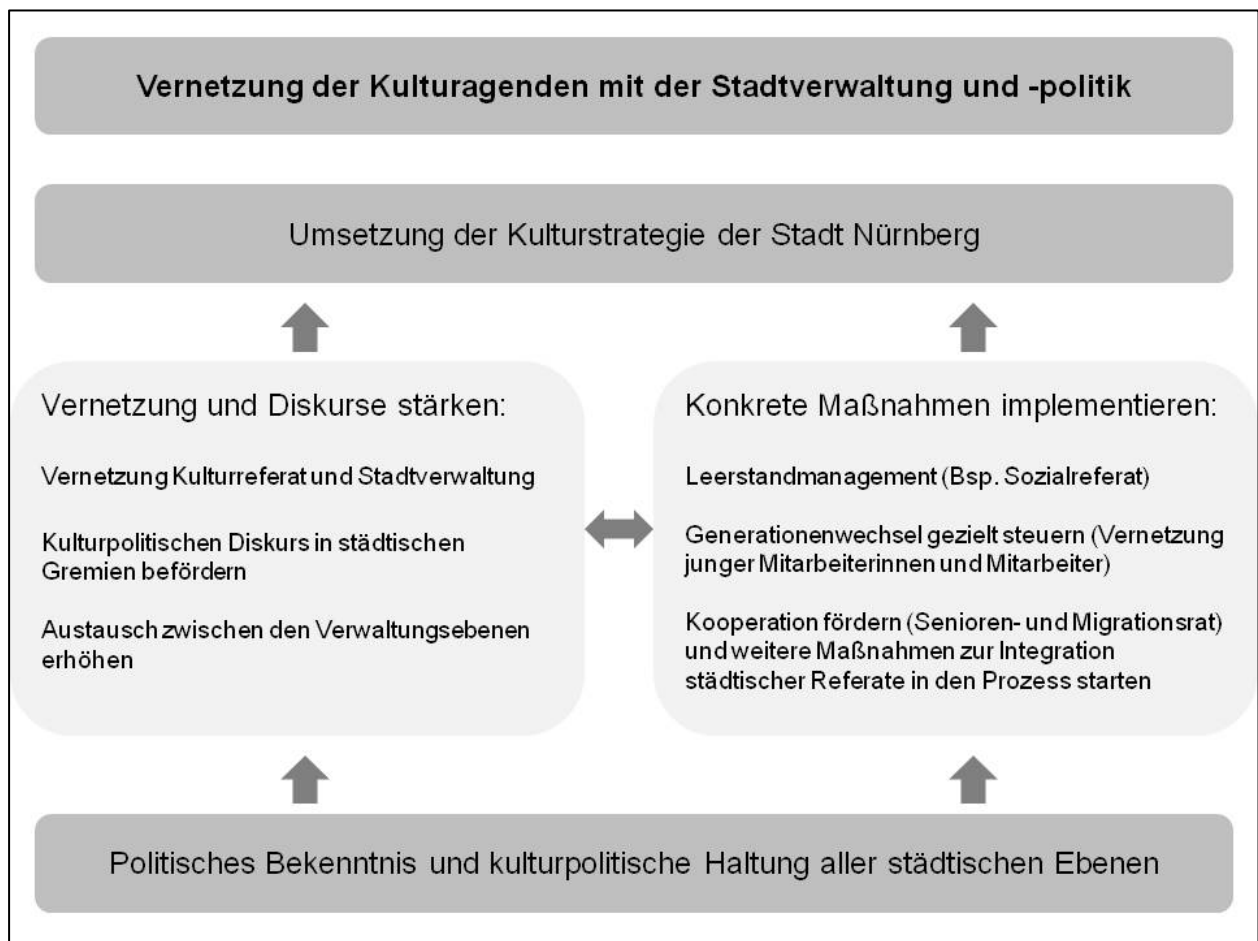 Vernetzung der Kulturagenden mit der Stadtverwaltung und -politik
Umsetzung der Kulturstrategie der Stadt Nürnberg
Vernetzung und Diskurse stärken:
Vernetzung Kulturreferat und Stadtverwaltung
Kulturpolitischen Diskurs in städtischen
Gremien befördern
Austausch zwischen den Verwaltungsebenen
erhöhen
Konkrete Maßnahmen implementieren:
Leerstandmanagement (Bsp. Sozialreferat)
Generationenwechsel gezielt steuern (Vernetzung
junger Mitarbeiterinnen und Mitarbeiter)
Kooperation fördern (Senioren- und Migrationsrat)
und weitere Maßnahmen zur Integration
städtischer Referate in den Prozess starten
Politisches Bekenntnis und kulturpolitische Haltung aller städtischen Ebenen